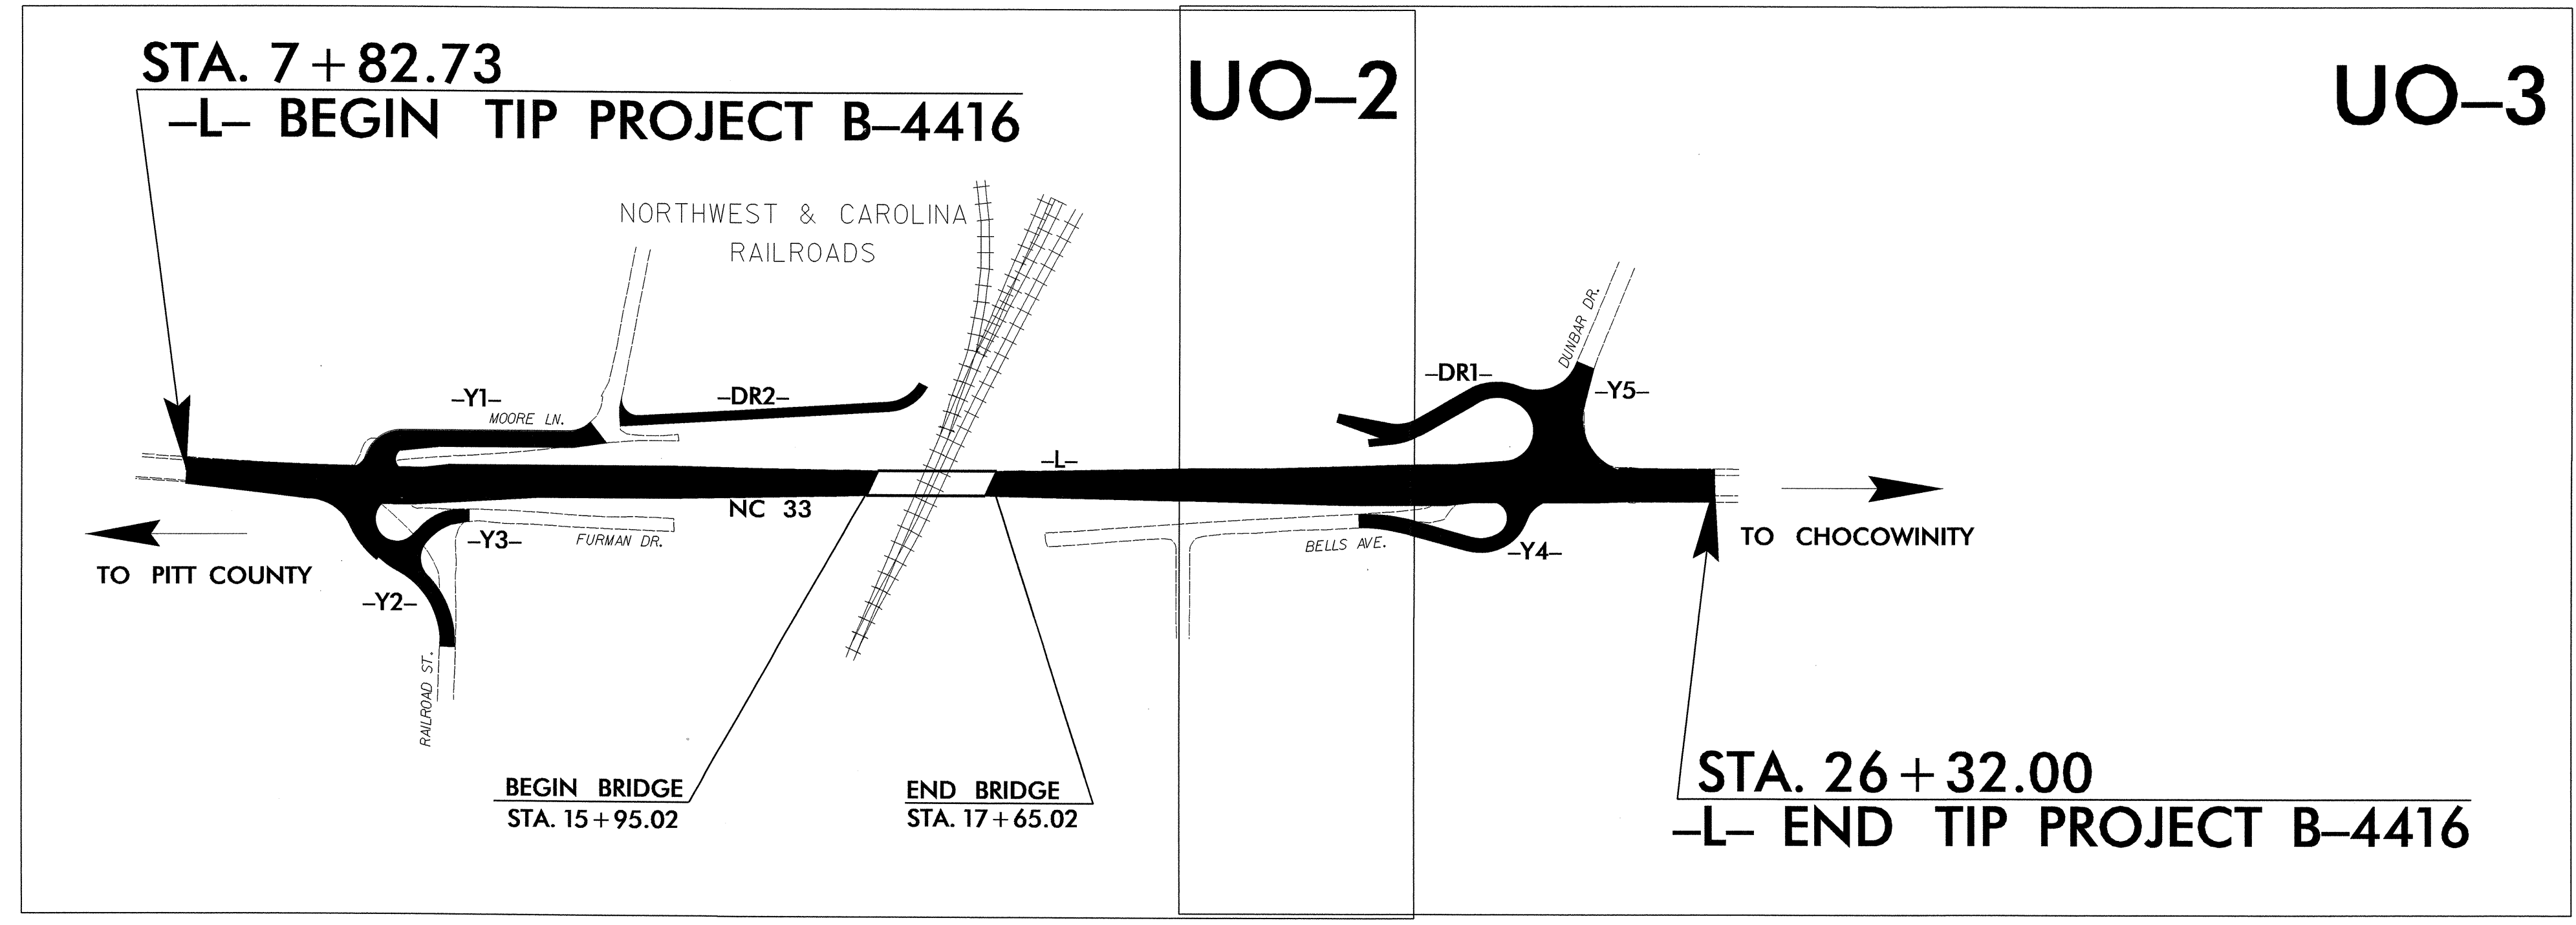 STA. 7+82.73
-L- BEGIN TIP PROJECT B-4416
UO-2
UO-3
NORTHWEST & CAROLINA
RAILROADS
DUNBAR DR.
-Y1-
MOORE LN.
-DR2-
-DR1-
-Y5-
-L-
NC 33
-Y3-
FURMAN DR.
BELLS AVE.
-Y4-
TO CHOCOWINITY
TO PITT COUNTY
-Y2-
RAILROAD ST.
BEGIN BRIDGE
STA. 15+95.02
END BRIDGE
STA. 17+65.02
STA. 26+32.00
-L- END TIP PROJECT B-4416